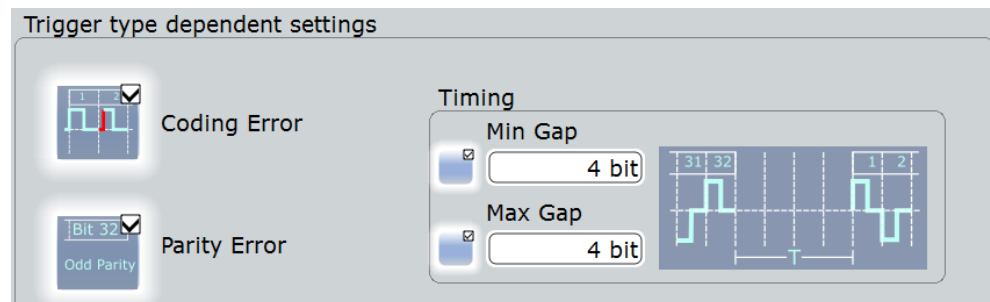 Trigger type dependent settings
1 2
Coding Error
Bit 32
Odd Parity
Parity Error
Timing
Min Gap
4 bit
Max Gap
4 bit
31 32 1 2
T